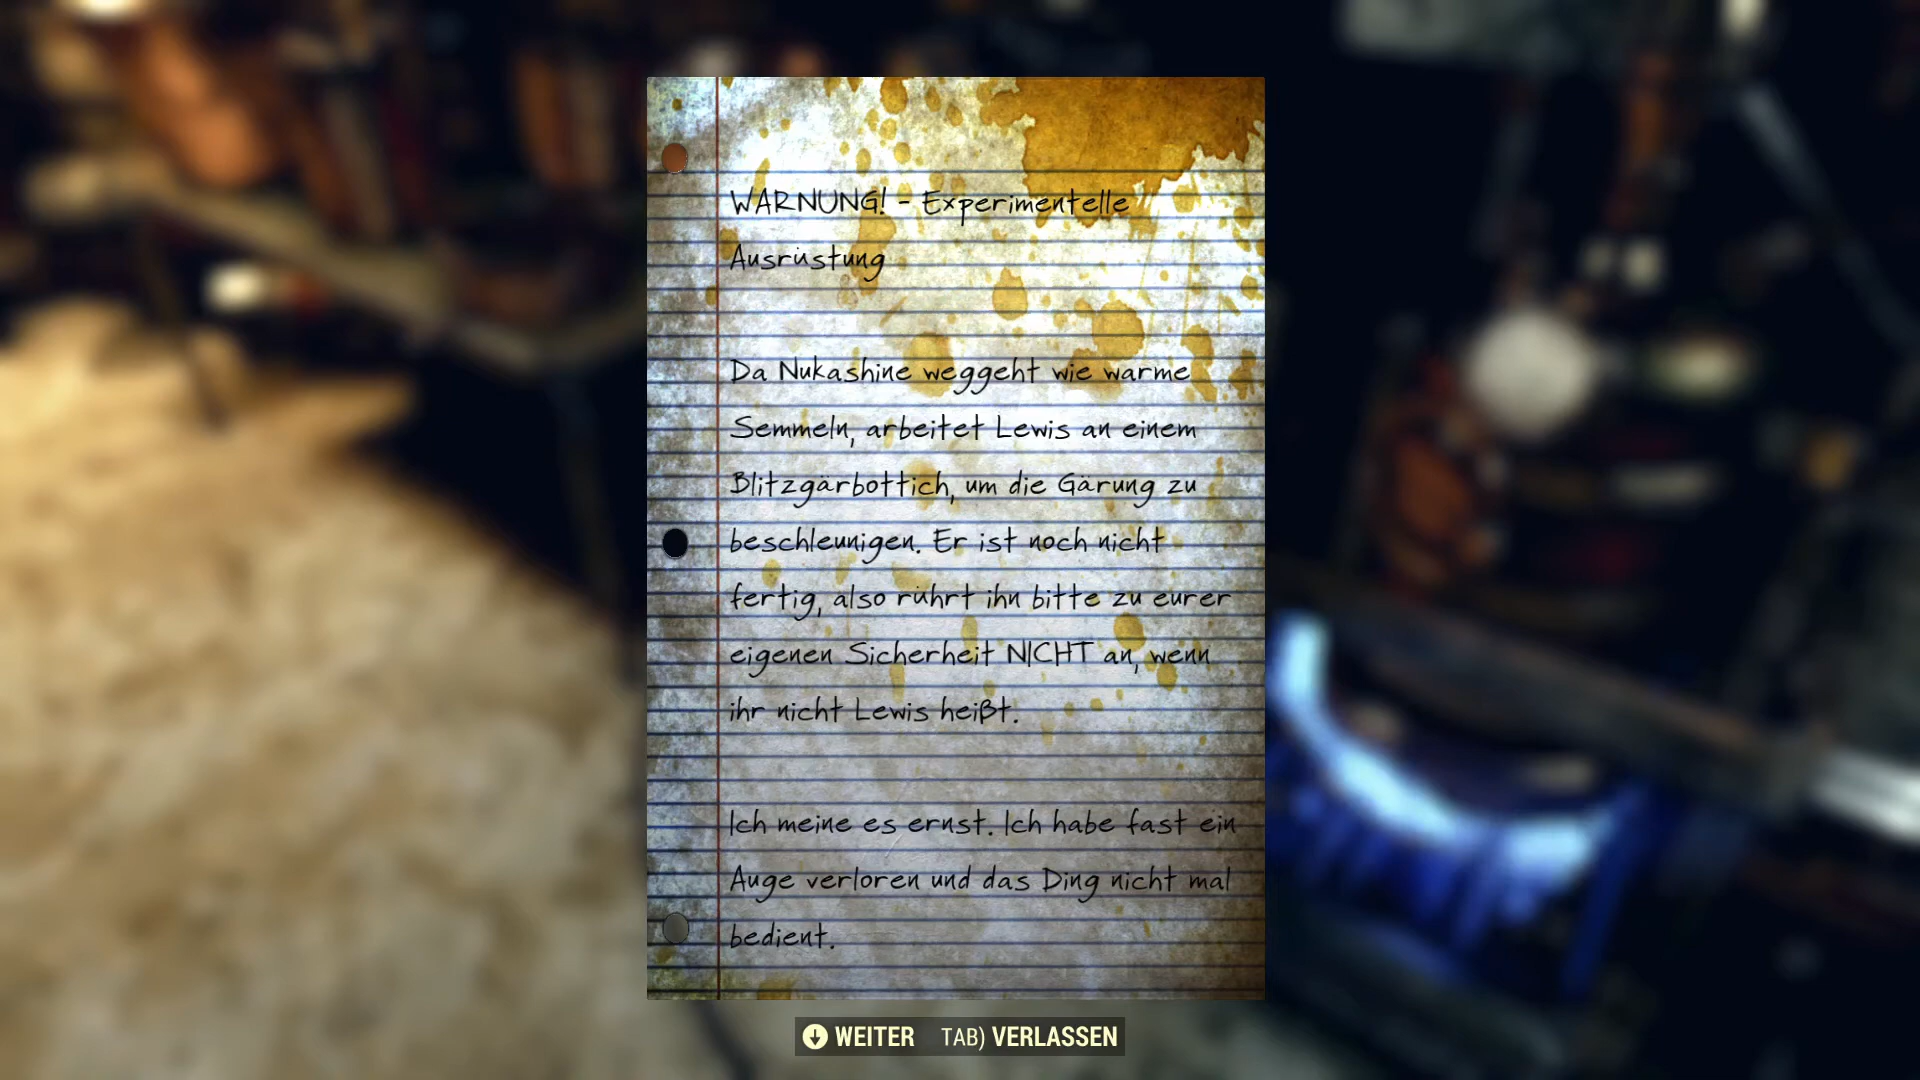 WARNUNG! - Experimentelle
Ausrüstung
Da Nukashine weggeht wie warme
Semmeln, arbeitet Lewis an einem
Blitzgärbottich, um die Gärung zu
beschleunigen. Er ist noch nicht
fertig, also rührt ihn bitte zu eurer
eigenen Sicherheit NICHT an, wenn
ihr nicht Lewis heißt.
Ich meine es ernst. Ich habe fast ein
Auge verloren und das Ding nicht mal
bedient.
WEITER TAB) VERLASSEN